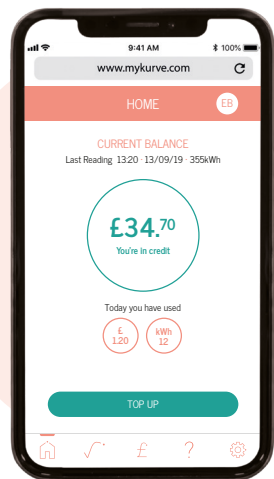 9:41 AM
100%
www.mykurve.com
HOME
EB
CURRENT BALANCE
Last Reading 13:20 · 13/09/19 · 355kWh
£34.70
You're in credit
Today you have used
£
1.20
kWh
12
TOP UP
£
?